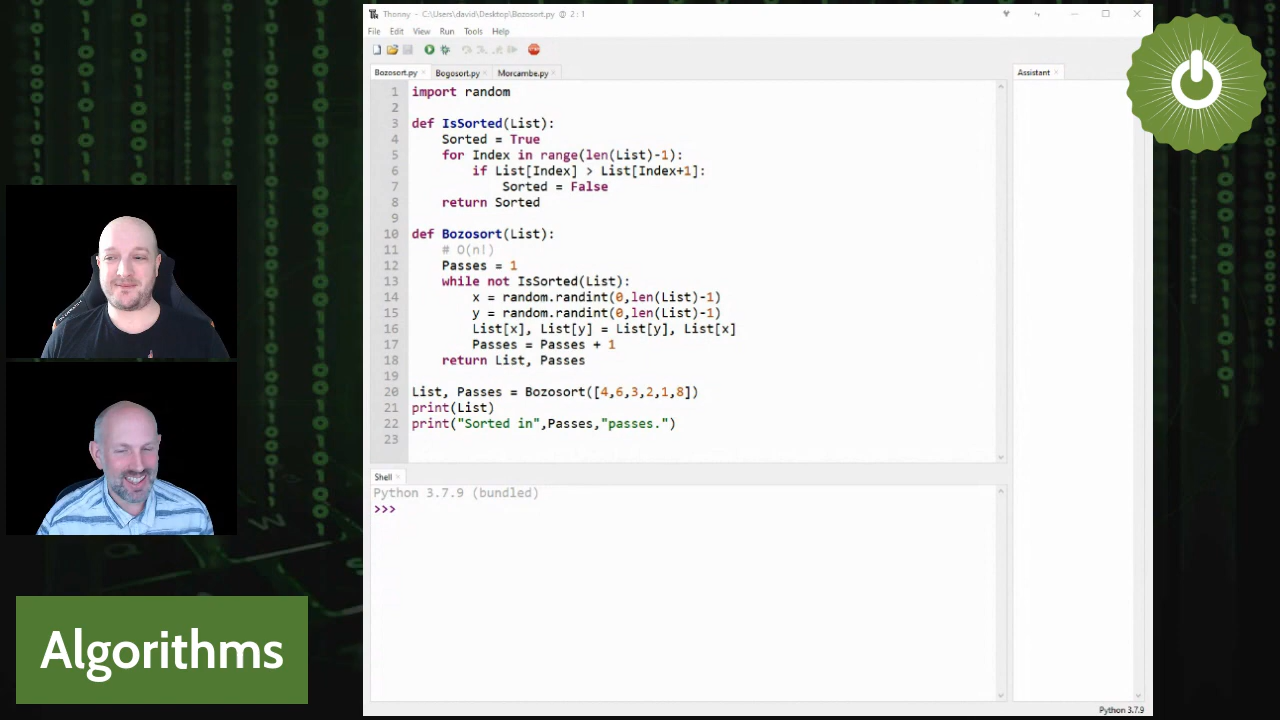 Thonny - C:\Users\david\Desktop\Bozosort.py @ 2:1
File Edit View Run Tools Help
Bozosort.py Bogosort.py Morcambe.py Assistant
1 import random
2
3 def IsSorted(List):
4 Sorted = True
5 for Index in range(len(List)-1):
6 if List[Index] > List[Index+1]:
7 Sorted = False
8 return Sorted
9
10 def Bozosort(List):
11 # O(n!)
12 Passes = 1
13 while not IsSorted(List):
14 x = random.randint(0,len(List)-1)
15 y = random.randint(0,len(List)-1)
16 List[x], List[y] = List[y], List[x]
17 Passes = Passes + 1
18 return List, Passes
19
20 List, Passes = Bozosort([4,6,3,2,1,8])
21 print(List)
22 print("Sorted in",Passes,"passes.")
23
Shell
Python 3.7.9 (bundled)
>>>
Algorithms
Python 3.7.9